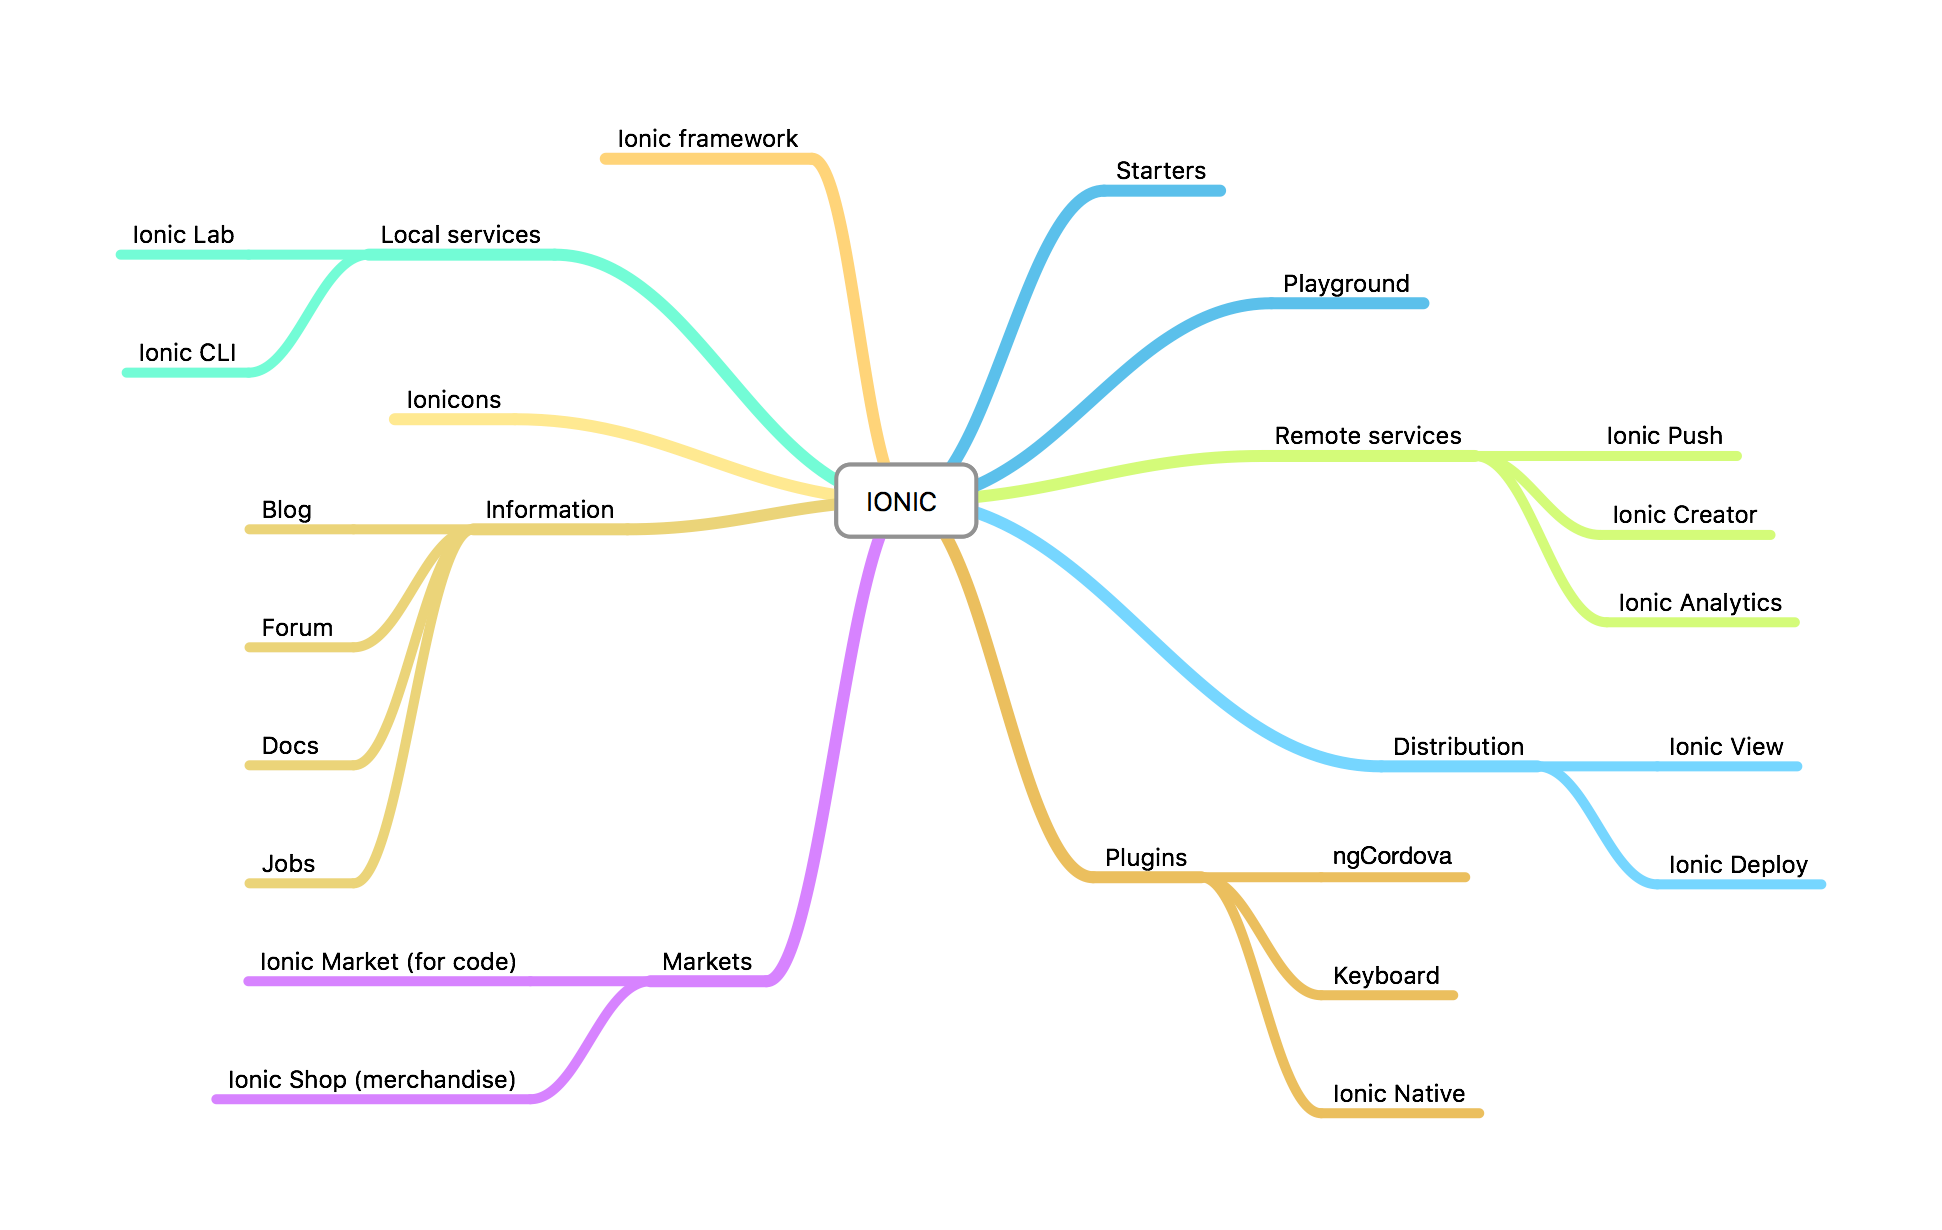 Ionic framework
Starters
Ionic Lab
Local services
Playground
Ionic CLI
Ionicons
Remote services
Ionic Push
IONIC
Blog
Information
Ionic Creator
Ionic Analytics
Forum
Docs
Distribution
Ionic View
Jobs
Plugins
ngCordova
Ionic Deploy
Ionic Market (for code)
Markets
Keyboard
Ionic Shop (merchandise)
Ionic Native